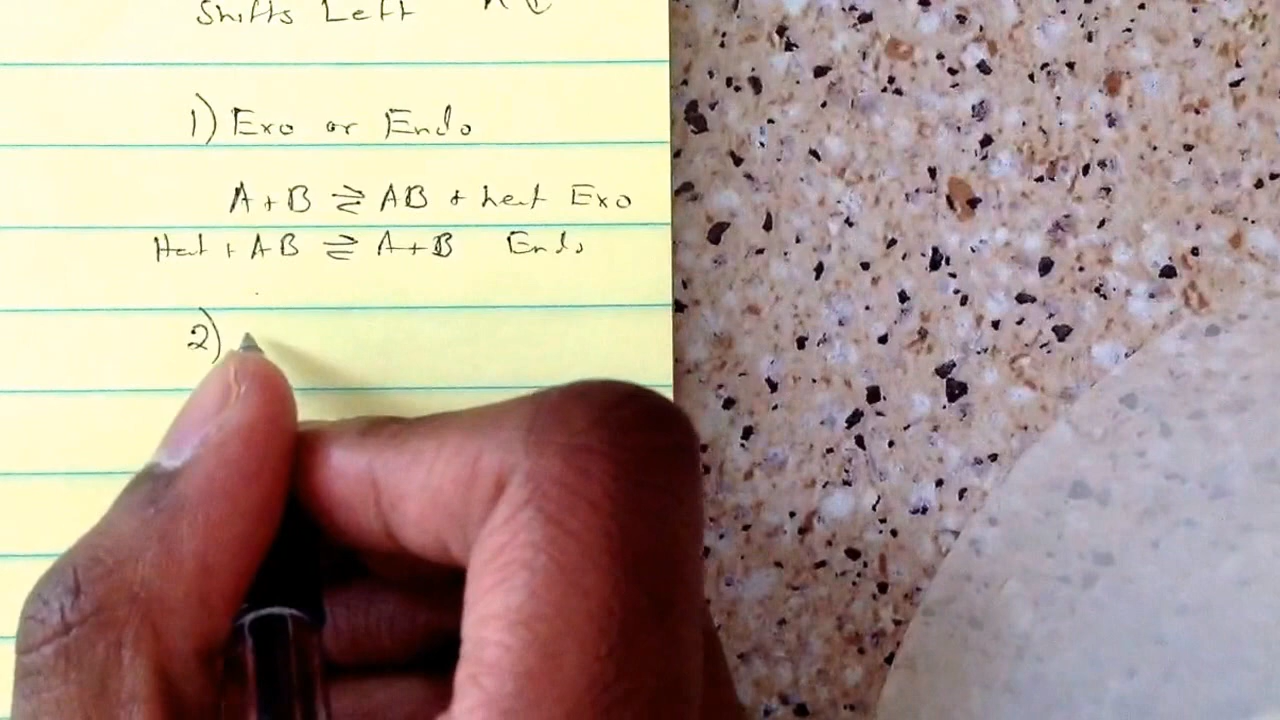 Shifts Left K
1) Exo or Endo
A + B ⇌ AB + heat Exo
Heat + AB ⇌ A + B Endo
2)